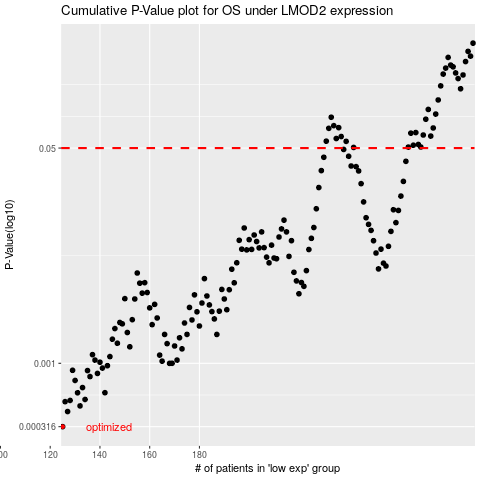 Cumulative P-Value plot for OS under LMOD2 expression
P-Value(log10)
0.05
0.001
0.000316
optimized
00 120 140 160 180
# of patients in 'low exp' group